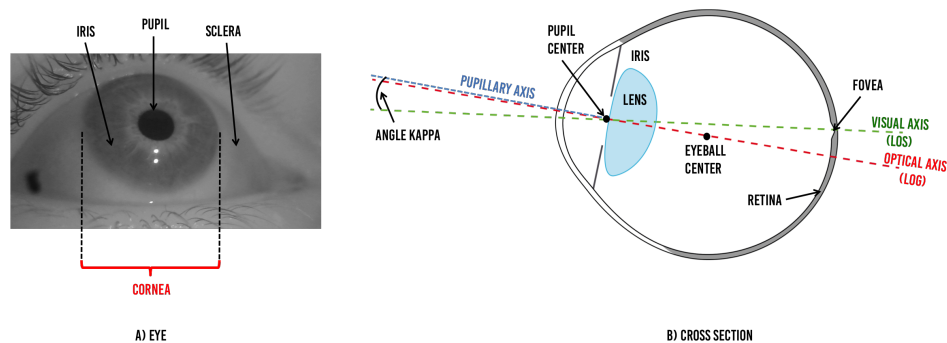 IRIS
PUPIL
SCLERA
CORNEA
A) EYE
PUPIL
CENTER
IRIS
LENS
PUPILLARY AXIS
ANGLE KAPPA
EYEBALL
CENTER
FOVEA
VISUAL AXIS
(LOS)
OPTICAL AXIS
(LOG)
RETINA
B) CROSS SECTION